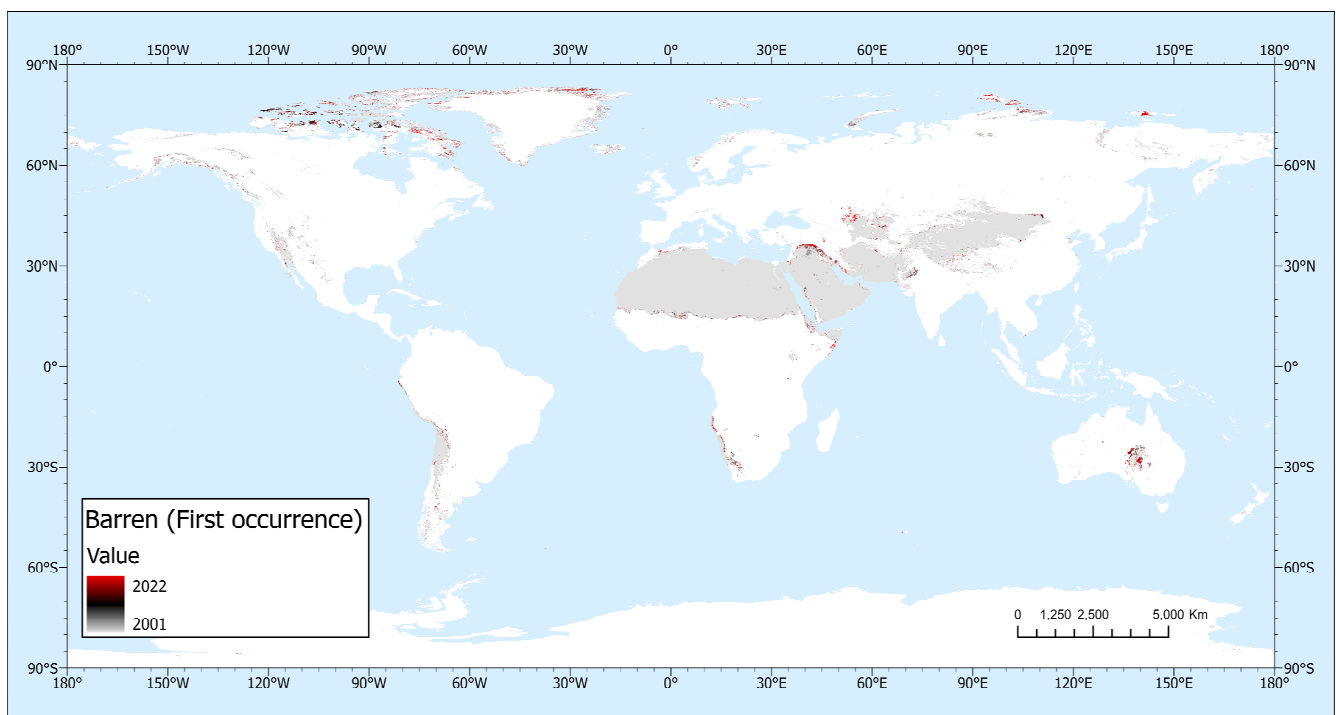 180° 150°W 120°W 90°W 60°W 30°W 0° 30°E 60°E 90°E 120°E 150°E 180°
90°N 90°N
60°N 60°N
30°N 30°N
0° 0°
30°S 30°S
Barren (First occurrence)
Value
2022
2001
60°S 60°S
0 1,250 2,500 5,000 Km
90°S 90°S
180° 150°W 120°W 90°W 60°W 30°W 0° 30°E 60°E 90°E 120°E 150°E 180°